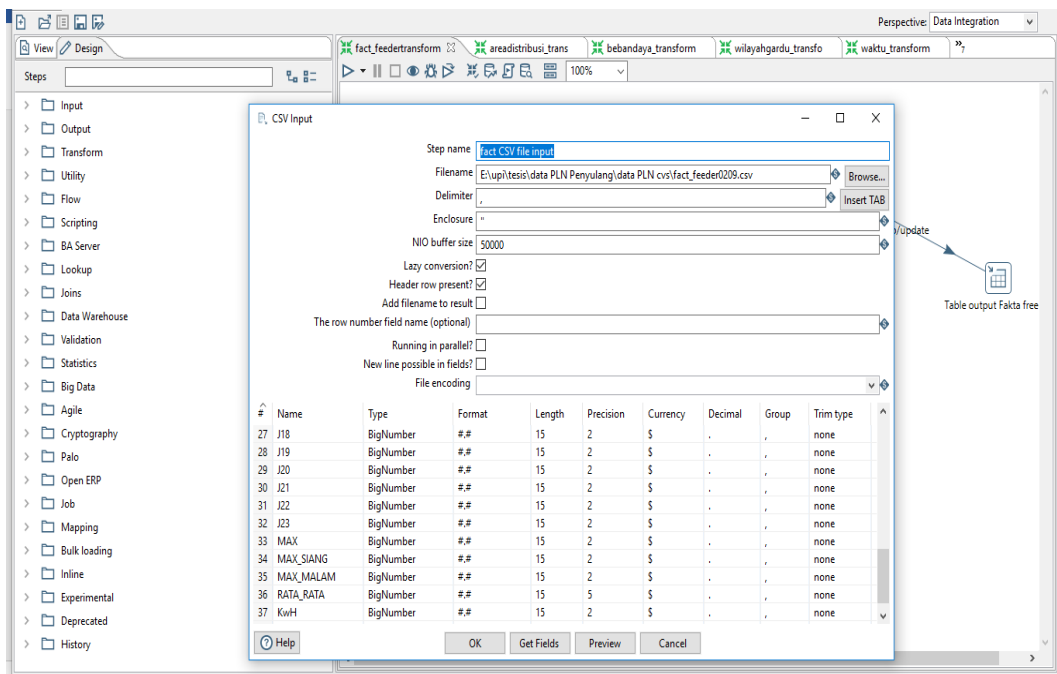 Perspective: Data Integration
View Design
fact_feedertransform areadistribusi_trans bebandaya_transform wilayahgardu_transfo waktu_transform »7
Steps
100%
Input
Output
Transform
Utility
Flow
Scripting
BA Server
Lookup
Joins
Data Warehouse
Validation
Statistics
Big Data
Agile
Cryptography
Palo
Open ERP
Job
Mapping
Bulk loading
Inline
Experimental
Deprecated
History
CSV Input
Step name fact CSV file input
Filename E:\upi\tesis\data PLN Penyulang\data PLN cvs\fact_feeder0209.csv Browse...
Delimiter , Insert TAB
Enclosure "
NIO buffer size 50000
Lazy conversion?
Header row present?
Add filename to result
The row number field name (optional)
Running in parallel?
New line possible in fields?
File encoding
# Name Type Format Length Precision Currency Decimal Group Trim type
27 J18 BigNumber #,# 15 2 $ . , none
28 J19 BigNumber #,# 15 2 $ . , none
29 J20 BigNumber #,# 15 2 $ . , none
30 J21 BigNumber #,# 15 2 $ . , none
31 J22 BigNumber #,# 15 2 $ . , none
32 J23 BigNumber #,# 15 2 $ . , none
33 MAX BigNumber #,# 15 2 $ . , none
34 MAX_SIANG BigNumber #,# 15 2 $ . , none
35 MAX_MALAM BigNumber #,# 15 2 $ . , none
36 RATA_RATA BigNumber #,# 15 5 $ . , none
37 KwH BigNumber #,# 15 2 $ . , none
Help OK Get Fields Preview Cancel
/update
Table output Fakta free